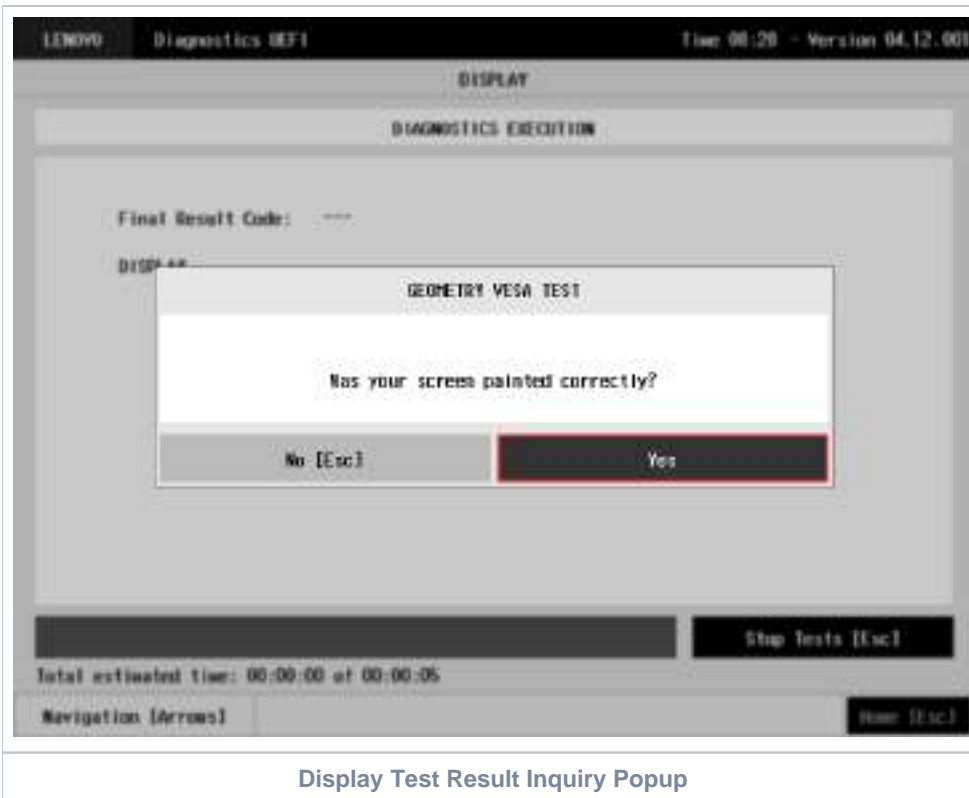 LENOVO Diagnostics UEFI Time 08:20 - Version 04.12.001
DISPLAY
DIAGNOSTICS EXECUTION
Final Result Code: ---
DISPLAY
GEOMETRY VESA TEST
Was your screen painted correctly?
No [Esc] Yes
Stop Tests [Esc]
Total estimated time: 00:00:00 of 00:00:05
Navigation [Arrows] Home [Esc]
Display Test Result Inquiry Popup